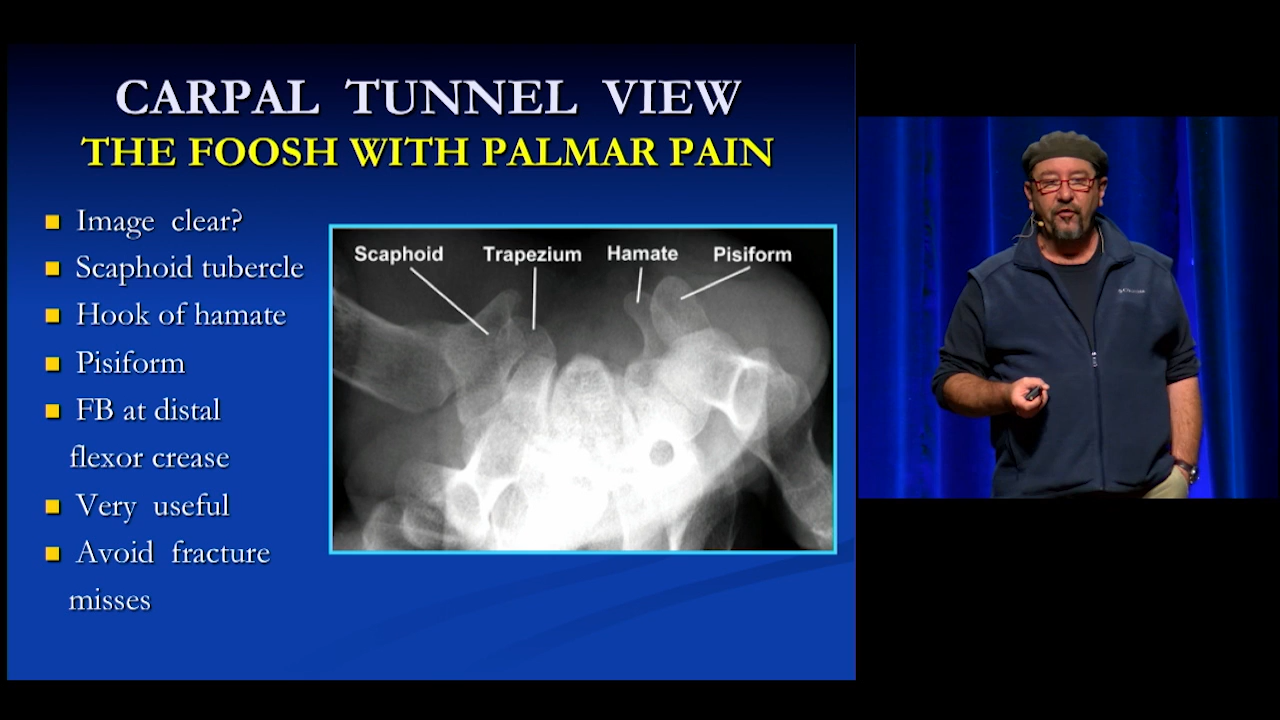 CARPAL TUNNEL VIEW
THE FOOSH WITH PALMAR PAIN
Image clear?
Scaphoid tubercle
Hook of hamate
Pisiform
FB at distal
flexor crease
Very useful
Avoid fracture
misses
Scaphoid Trapezium Hamate Pisiform